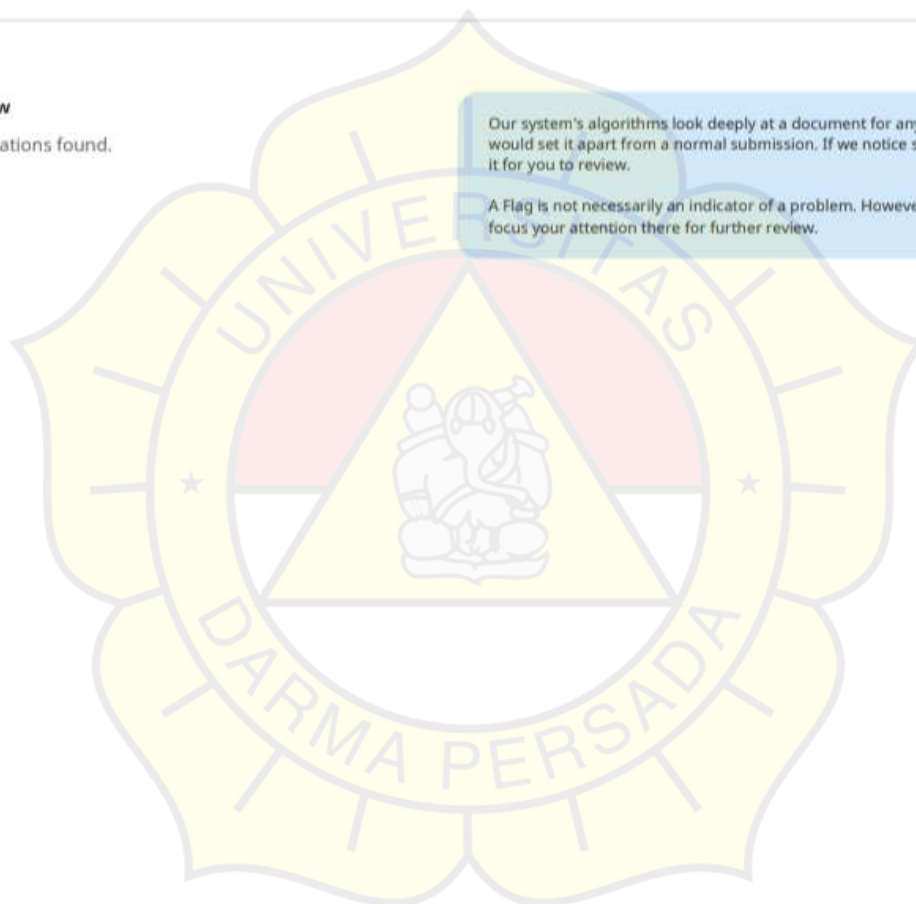 w
ations found.
Our system's algorithms look deeply at a document for any
would set it apart from a normal submission. If we notice s
it for you to review.
A Flag is not necessarily an indicator of a problem. Howeve
focus your attention there for further review.
UNIVERSITAS
DARMA PERSADA